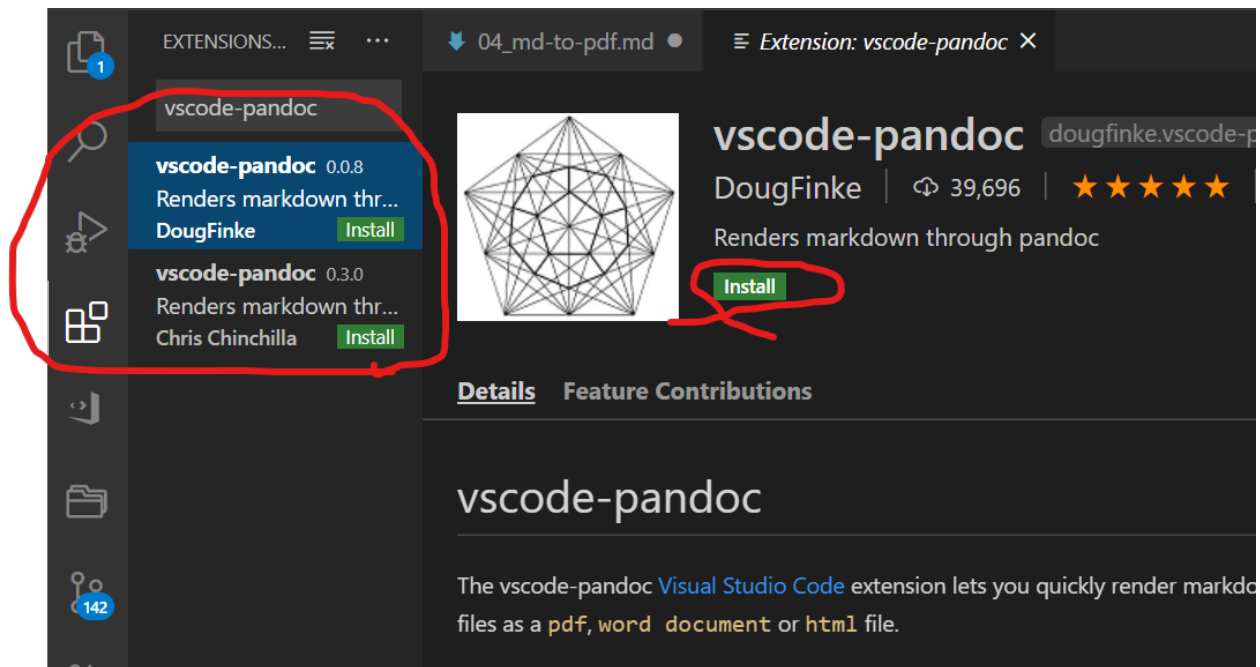 1
EXTENSIONS...
vscode-pandoc
vscode-pandoc 0.0.8
Renders markdown thr...
DougFinke Install
vscode-pandoc 0.3.0
Renders markdown thr...
Chris Chinchilla Install
142
04_md-to-pdf.md
Extension: vscode-pandoc
vscode-pandoc dougfinke.vscode-p
DougFinke 39,696
Renders markdown through pandoc
Install
Details Feature Contributions
vscode-pandoc
The vscode-pandoc Visual Studio Code extension lets you quickly render markdo
files as a pdf, word document or html file.